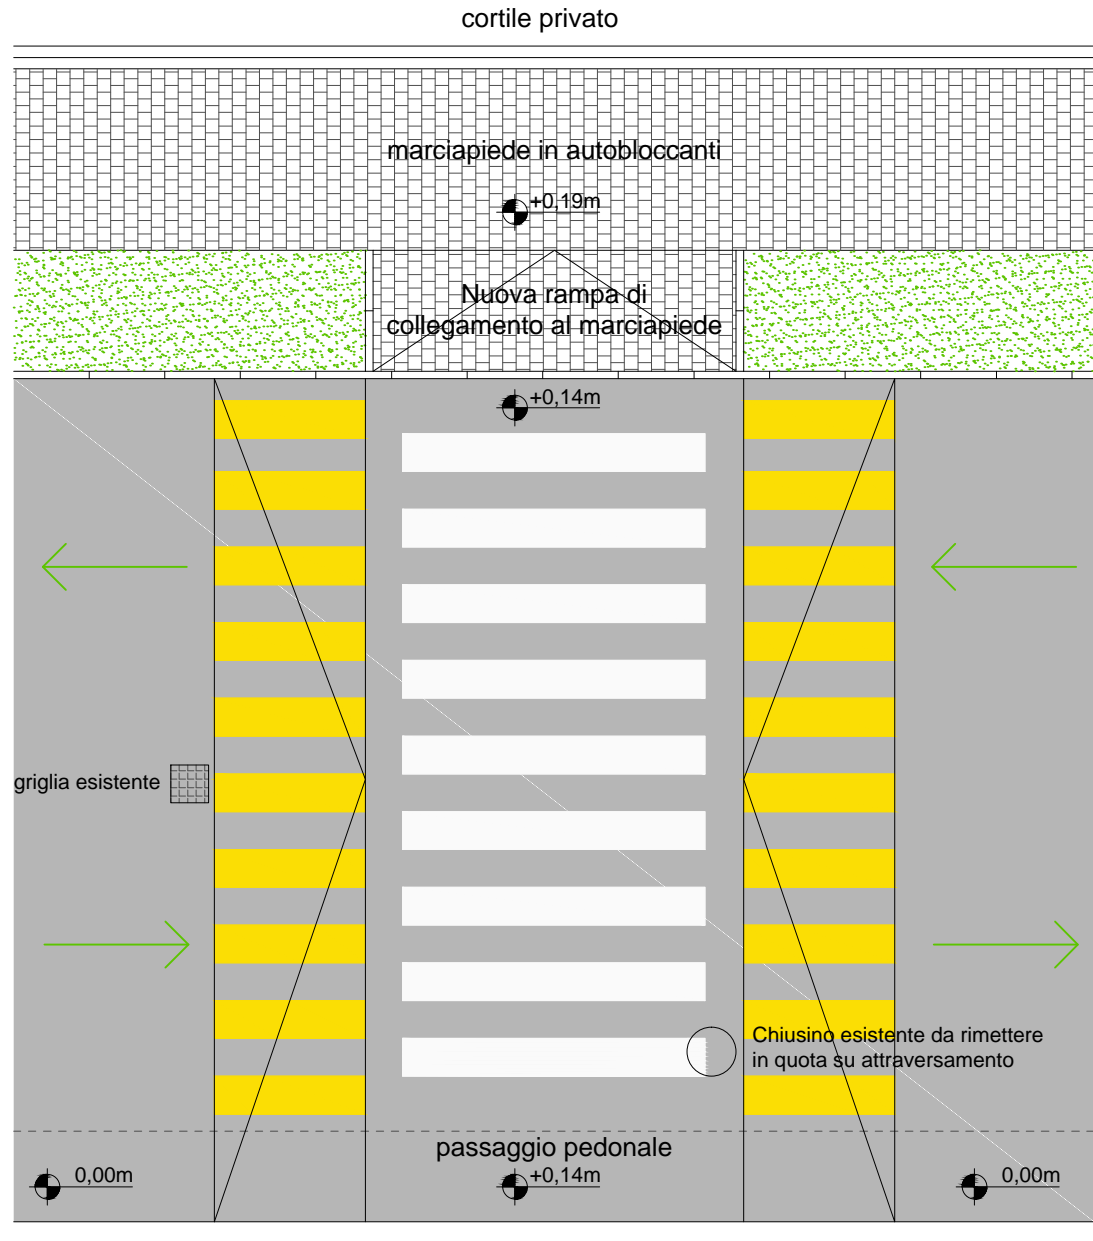 cortile privato
marciapiede in autobloccanti
+0,19m
Nuova rampa di
collegamento al marciapiede
+0,14m
griglia esistente
Chiusino esistente da rimettere
in quota su attraversamento
passaggio pedonale
0,00m
+0,14m
0,00m